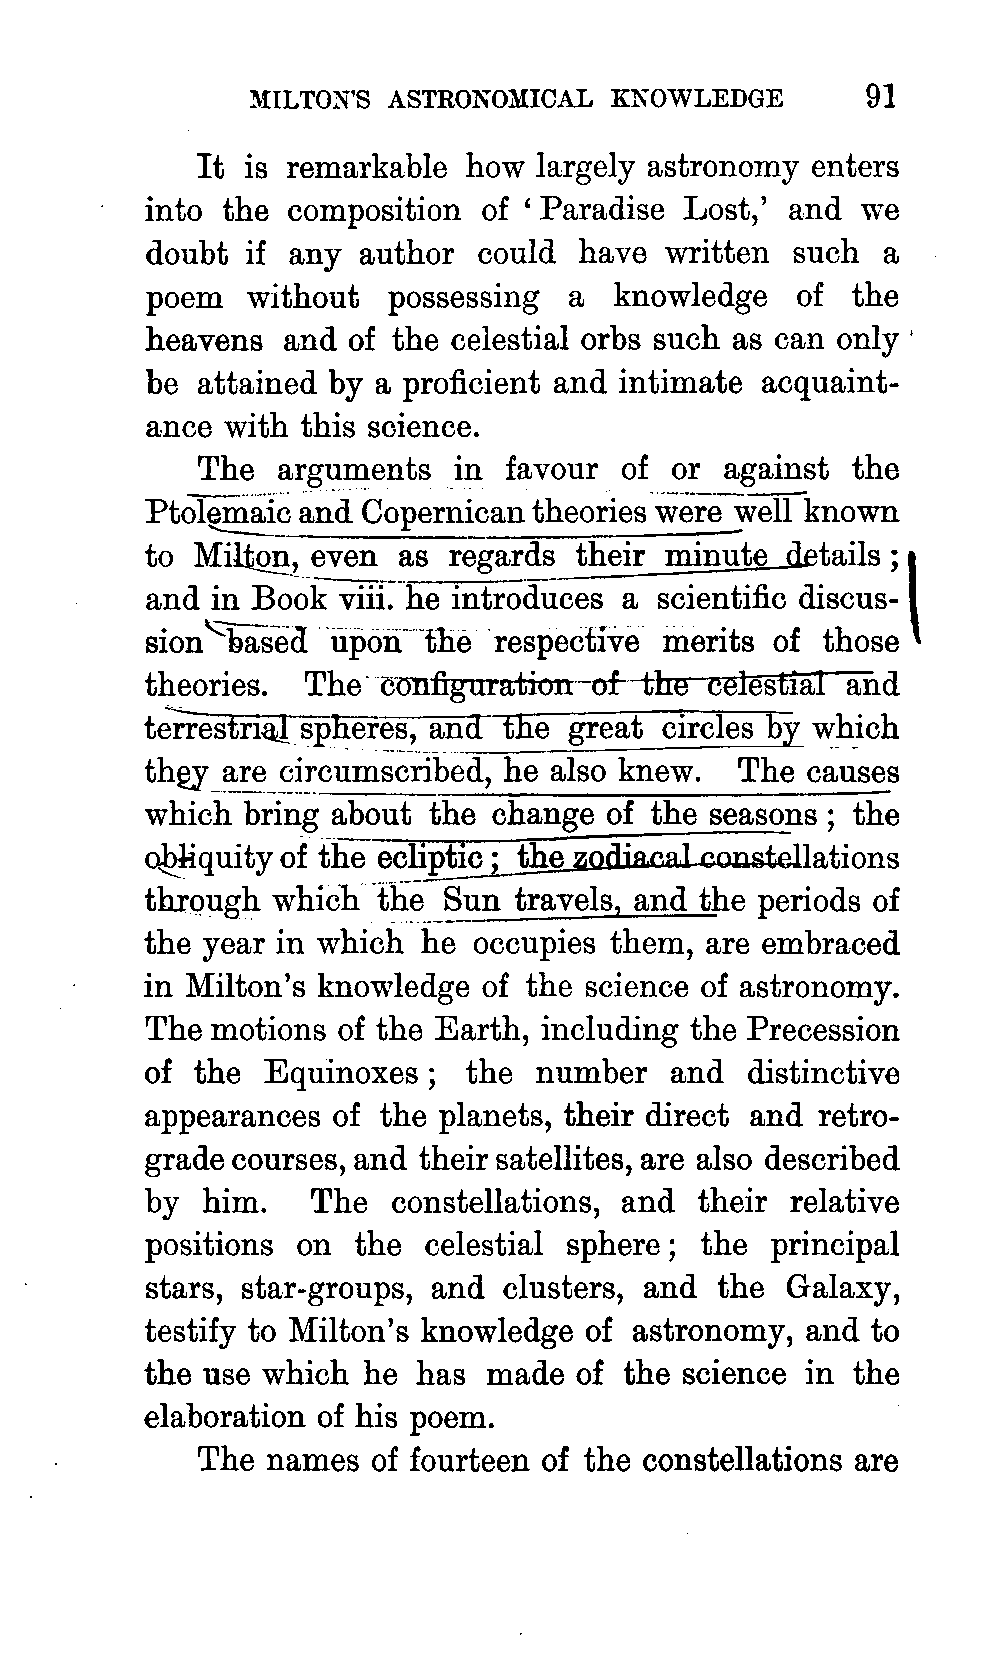 MILTON'S ASTRONOMICAL KNOWLEDGE 91
It is remarkable how largely astronomy enters
into the composition of ‘Paradise Lost,’ and we
doubt if any author could have written such a
poem without possessing a knowledge of the
heavens and of the celestial orbs such as can only
be attained by a proficient and intimate acquaint-
ance with this science.
The arguments in favour of or against the
Ptolemaic and Copernican theories were well known
to Milton, even as regards their minute details;
and in Book viii. he introduces a scientific discus-
sion based upon the respective merits of those
theories. The configuration of the celestial and
terrestrial spheres, and the great circles by which
they are circumscribed, he also knew. The causes
which bring about the change of the seasons; the
obliquity of the ecliptic; the zodiacal constellations
through which the Sun travels, and the periods of
the year in which he occupies them, are embraced
in Milton's knowledge of the science of astronomy.
The motions of the Earth, including the Precession
of the Equinoxes; the number and distinctive
appearances of the planets, their direct and retro-
grade courses, and their satellites, are also described
by him. The constellations, and their relative
positions on the celestial sphere; the principal
stars, star-groups, and clusters, and the Galaxy,
testify to Milton's knowledge of astronomy, and to
the use which he has made of the science in the
elaboration of his poem.
The names of fourteen of the constellations are